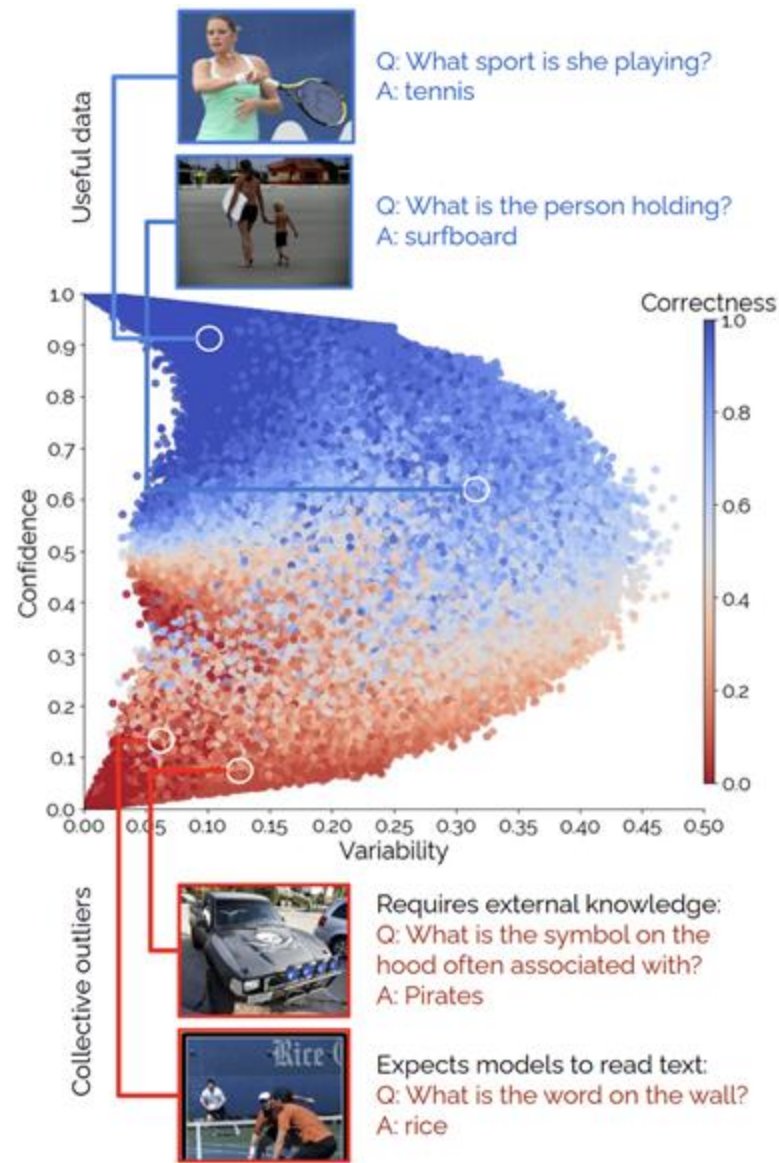 Useful data
Q: What sport is she playing?
A: tennis
Q: What is the person holding?
A: surfboard
Correctness
1.0
0.9
0.8
0.7
0.6
0.5
0.4
0.3
0.2
0.1
0.0
Confidence
1.0
0.8
0.6
0.4
0.2
0.0
0.00 0.05 0.10 0.15 0.20 0.25 0.30 0.35 0.40 0.45 0.50
Variability
Collective outliers
Requires external knowledge:
Q: What is the symbol on the
hood often associated with?
A: Pirates
Rice
Expects models to read text:
Q: What is the word on the wall?
A: rice